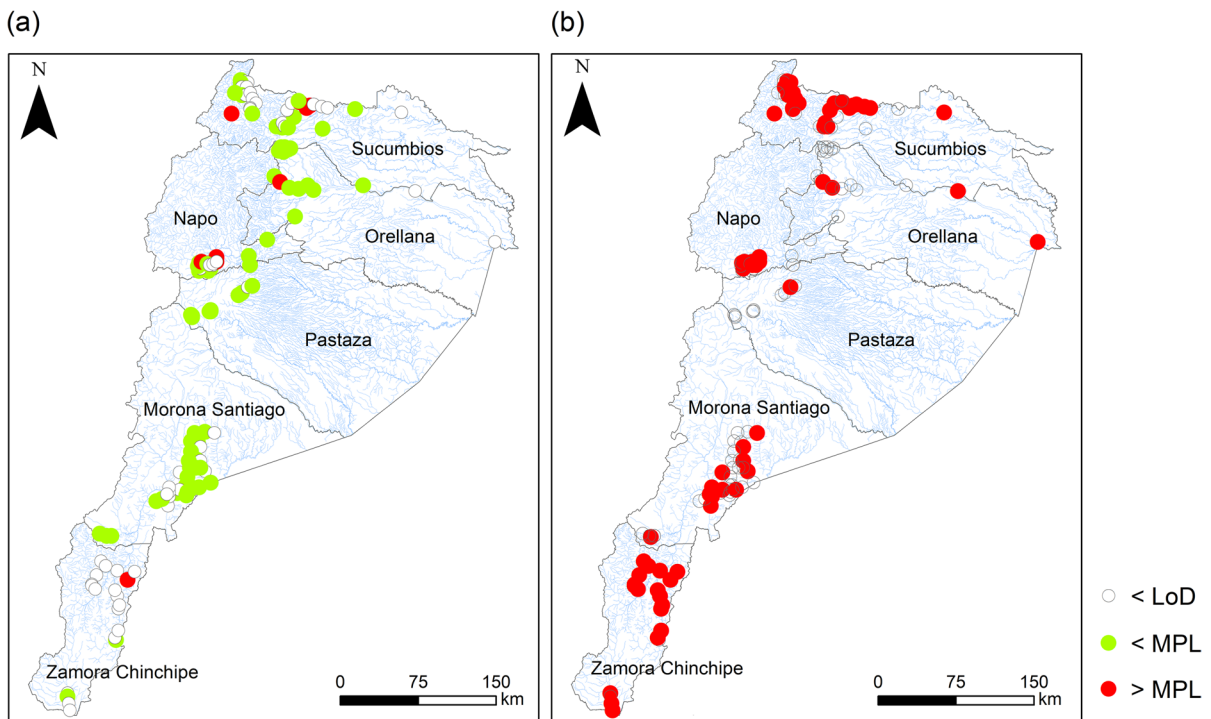 (a)
(b)
N
Sucumbios
Napo
Orellana
Pastaza
Morona Santiago
Zamora Chinchipe
0 75 150
km
N
Sucumbios
Napo
Orellana
Pastaza
Morona Santiago
Zamora Chinchipe
0 75 150
km
< LoD
< MPL
> MPL